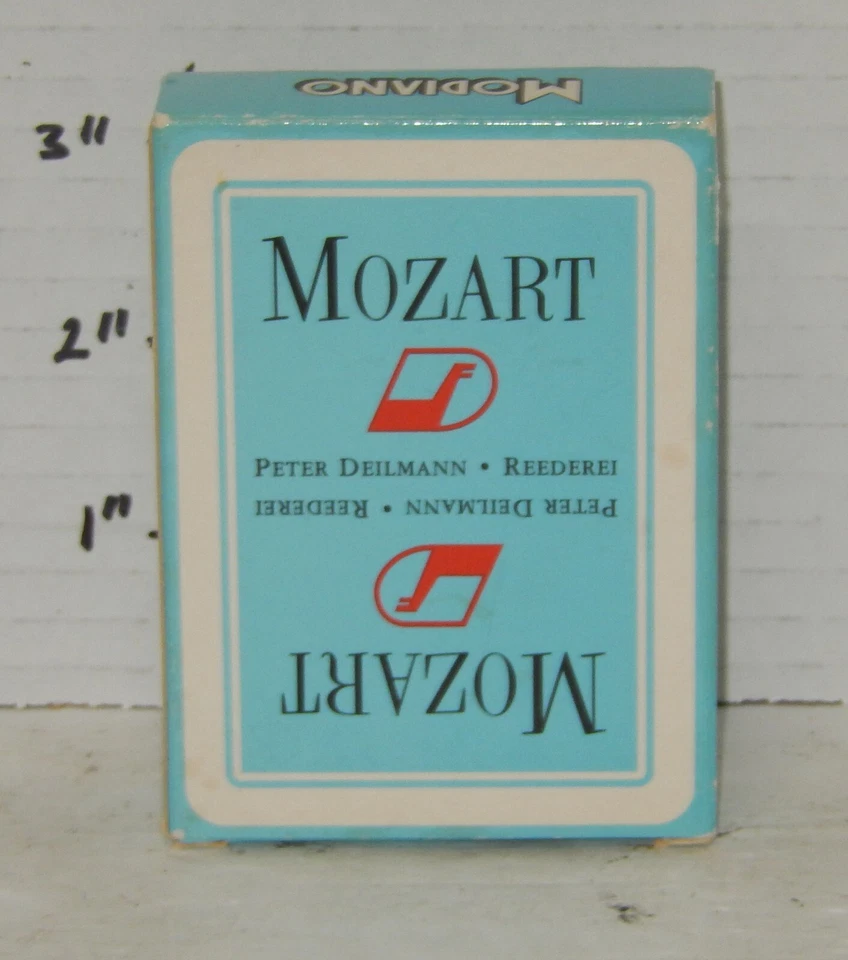 MODIANO
3"
MOZART
2"
PETER DEILMANN • REEDEREI
PETER DEILMANN • REEDEREI
1"
MOZART